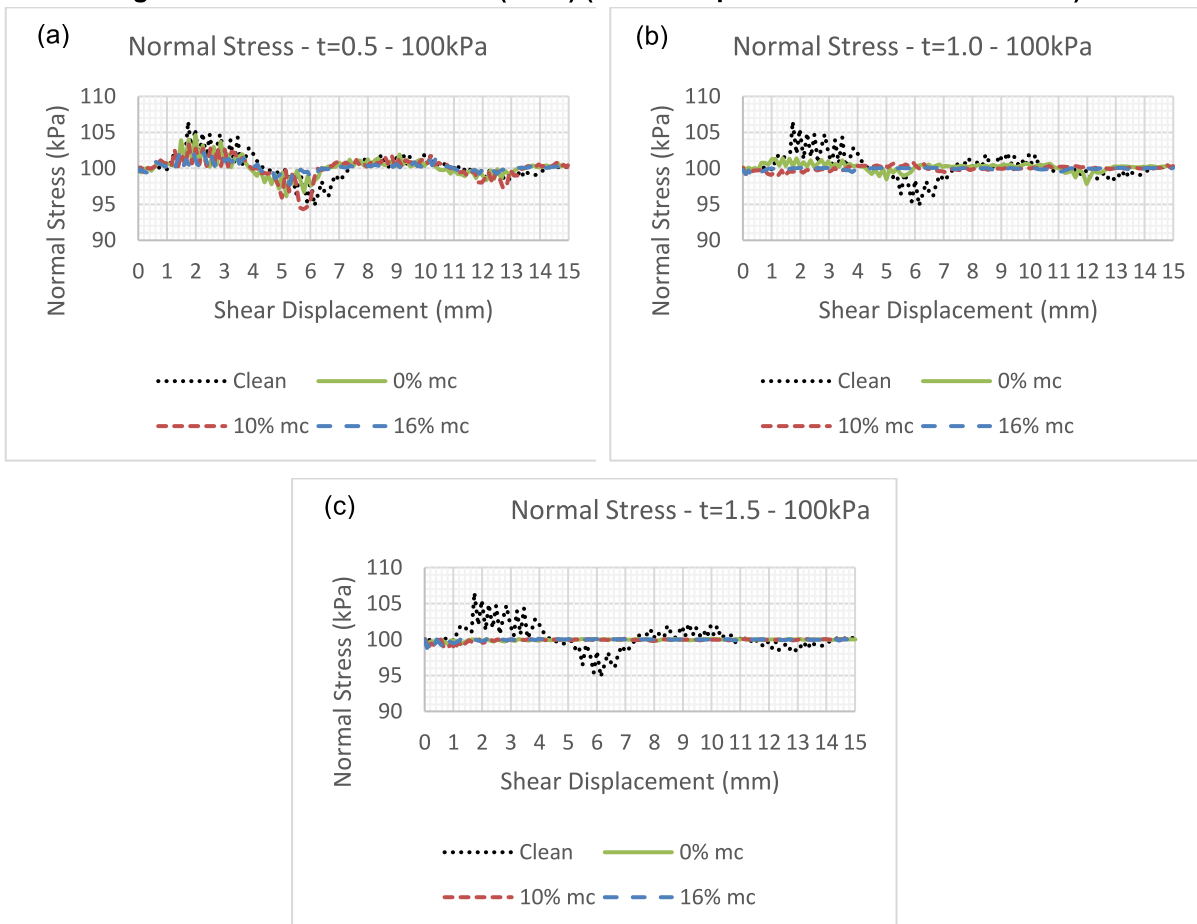 (a)
Normal Stress - t=0.5 - 100kPa
Normal Stress (kPa)
110
105
100
95
90
0 1 2 3 4 5 6 7 8 9 10 11 12 13 14 15
Shear Displacement (mm)
Clean 0% mc
10% mc 16% mc
(b)
Normal Stress - t=1.0 - 100kPa
Normal Stress (kPa)
110
105
100
95
90
0 1 2 3 4 5 6 7 8 9 10 11 12 13 14 15
Shear Displacement (mm)
Clean 0% mc
10% mc 16% mc
(c)
Normal Stress - t=1.5 - 100kPa
Normal Stress (kPa)
110
105
100
95
90
0 1 2 3 4 5 6 7 8 9 10 11 12 13 14 15
Shear Displacement (mm)
Clean 0% mc
10% mc 16% mc